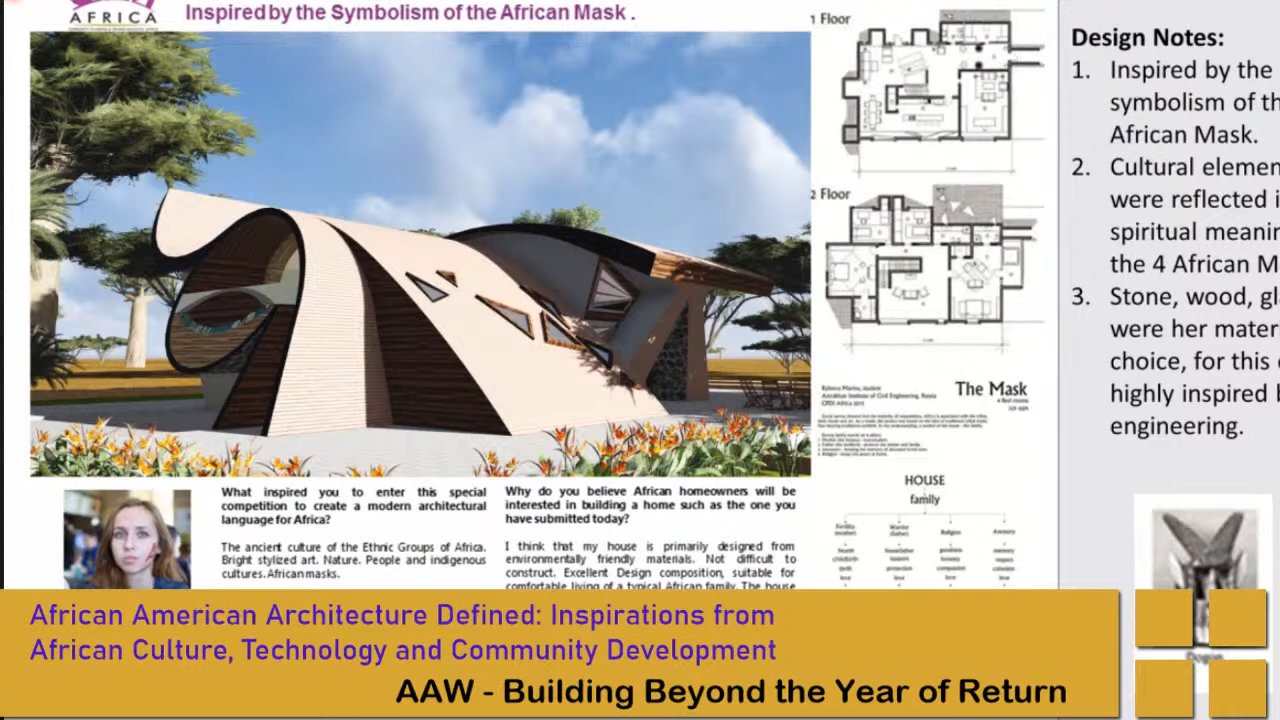 AFRICA
Inspired by the Symbolism of the African Mask .
1 Floor
2 Floor
The Mask
HOUSE
family
What inspired you to enter this special
competition to create a modern architectural
language for Africa?
The ancient culture of the Ethnic Groups of Africa.
Bright stylized art. Nature. People and indigenous
cultures. African masks.
Why do you believe African homeowners will be
interested in building a home such as the one you
have submitted today?
I think that my house is primarily designed from
environmentally friendly materials. Not difficult to
construct. Excellent Design composition, suitable for
comfortable living of a typical African family. The house
Design Notes:
1. Inspired by the
symbolism of th
African Mask.
2. Cultural elemen
were reflected i
spiritual meanin
the 4 African M
3. Stone, wood, gl
were her mater
choice, for this
highly inspired b
engineering.
African American Architecture Defined: Inspirations from
African Culture, Technology and Community Development
AAW - Building Beyond the Year of Return